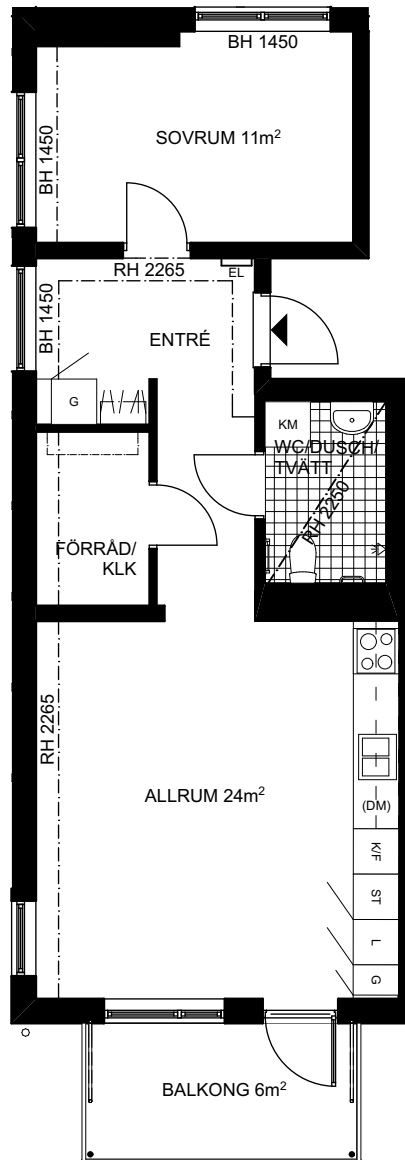 BH 1450
SOVRUM 11m²
BH 1450
RH 2265
EL
BH 1450
ENTRÉ
G
KM
WC/DUSCH/
TVÄTT
RH 2250
FÖRRÅD/
KLK
RH 2265
ALLRUM 24m²
(DM)
K/F
ST
L
G
BALKONG 6m²